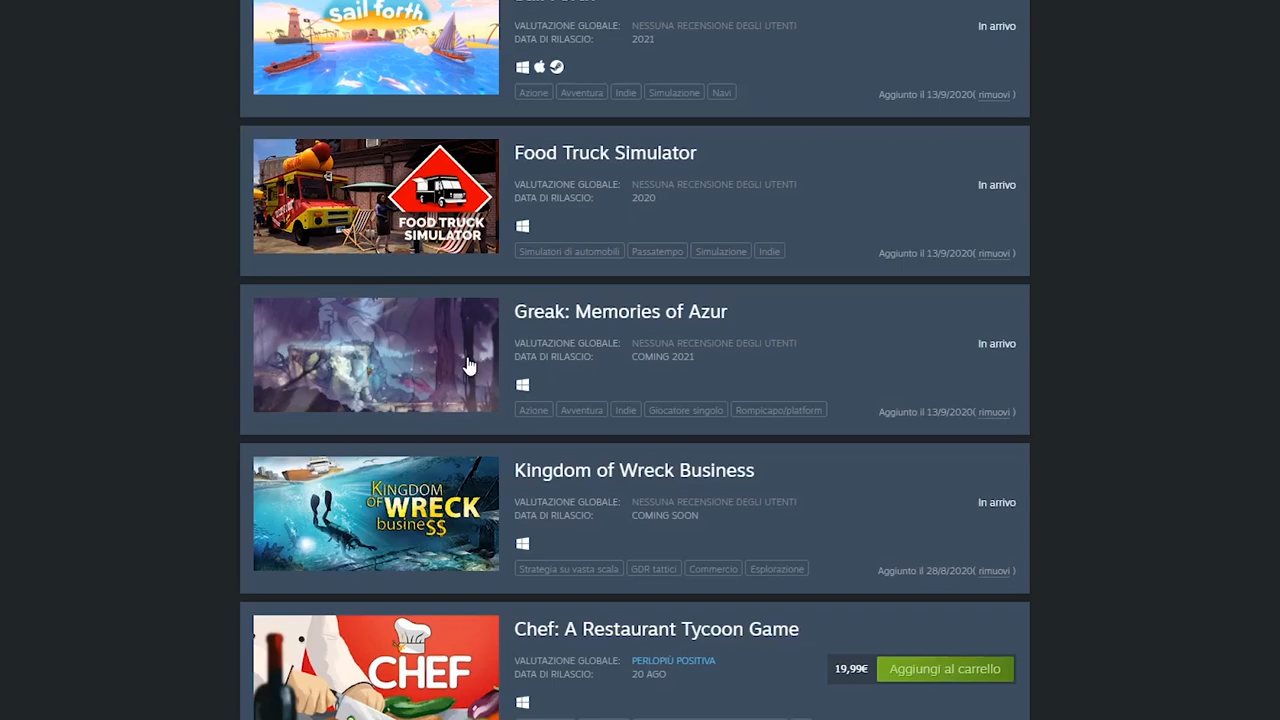 sail forth
VALUTAZIONE GLOBALE: NESSUNA RECENSIONE DEGLI UTENTI
In arrivo
DATA DI RILASCIO: 2021
Azione Avventura Indie Simulazione Navi
Aggiunto il 13/9/2020( rimuovi )
Food Truck Simulator
VALUTAZIONE GLOBALE: NESSUNA RECENSIONE DEGLI UTENTI
In arrivo
DATA DI RILASCIO: 2020
FOOD TRUCK
SIMULATOR
Simulatori di automobili Passatempo Simulazione Indie
Aggiunto il 13/9/2020( rimuovi )
Greak: Memories of Azur
VALUTAZIONE GLOBALE: NESSUNA RECENSIONE DEGLI UTENTI
In arrivo
DATA DI RILASCIO: COMING 2021
Azione Avventura Indie Giocatore singolo Rompicapo/platform
Aggiunto il 13/9/2020( rimuovi )
Kingdom of Wreck Business
KINGDOM
OF WRECK
busine$$
VALUTAZIONE GLOBALE: NESSUNA RECENSIONE DEGLI UTENTI
In arrivo
DATA DI RILASCIO: COMING SOON
Strategia su vasta scala GDR tattici Commercio Esplorazione
Aggiunto il 28/8/2020( rimuovi )
Chef: A Restaurant Tycoon Game
CHEF
VALUTAZIONE GLOBALE: PERLOPIÙ POSITIVA
19,99€ Aggiungi al carrello
DATA DI RILASCIO: 20 AGO